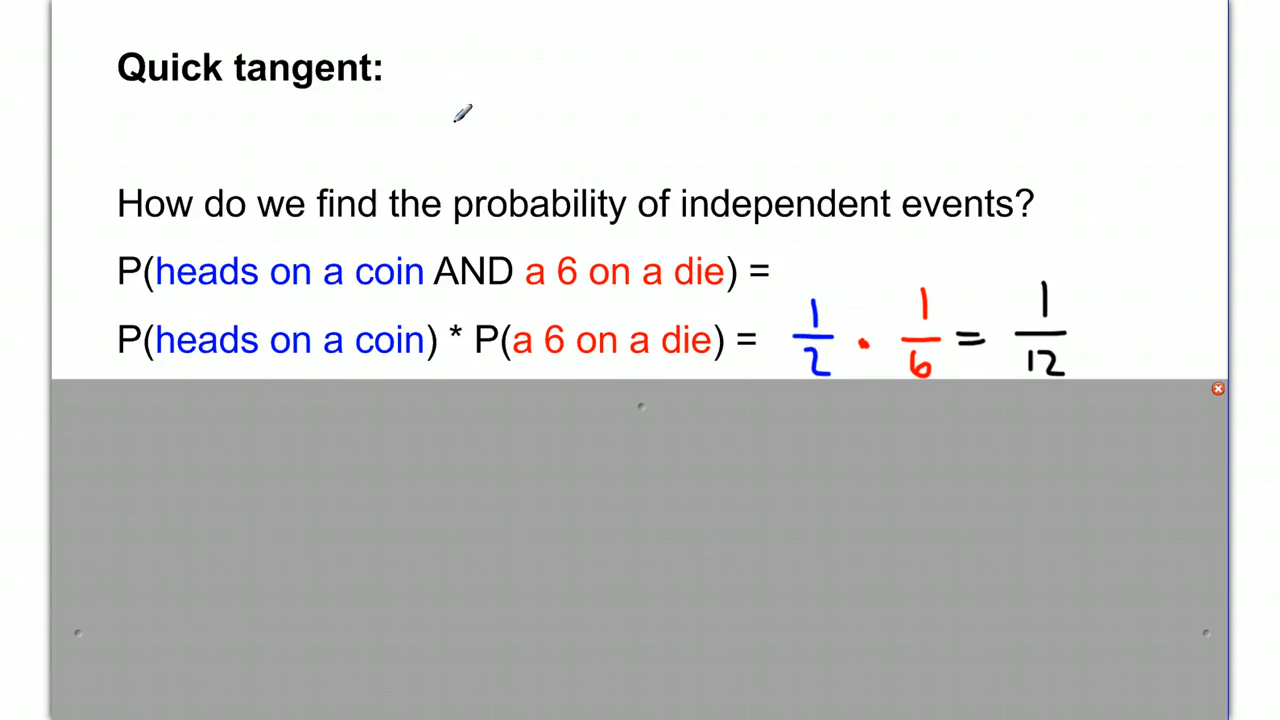 Quick tangent:
How do we find the probability of independent events?
P(heads on a coin AND a 6 on a die) =
P(heads on a coin) * P(a 6 on a die) = 1/2 · 1/6 = 1/12